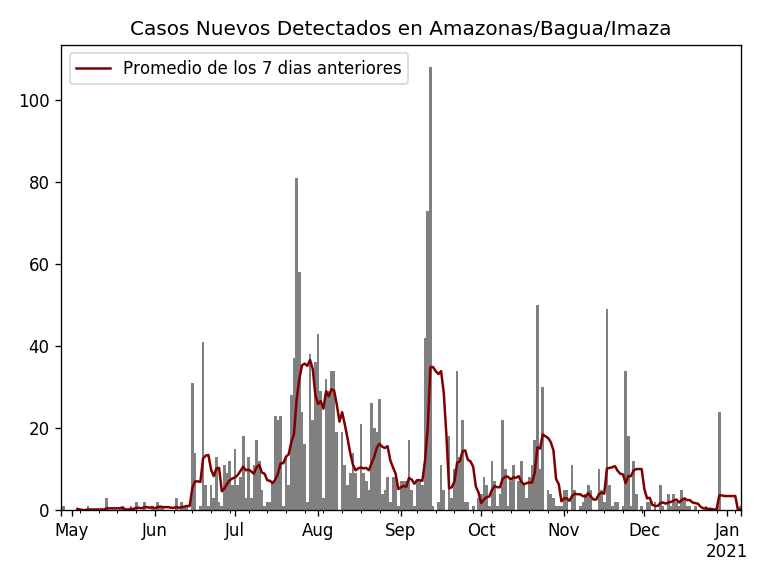 Casos Nuevos Detectados en Amazonas/Bagua/Imaza
Promedio de los 7 dias anteriores
100
80
60
40
20
0
May Jun Jul Aug Sep Oct Nov Dec Jan
2021